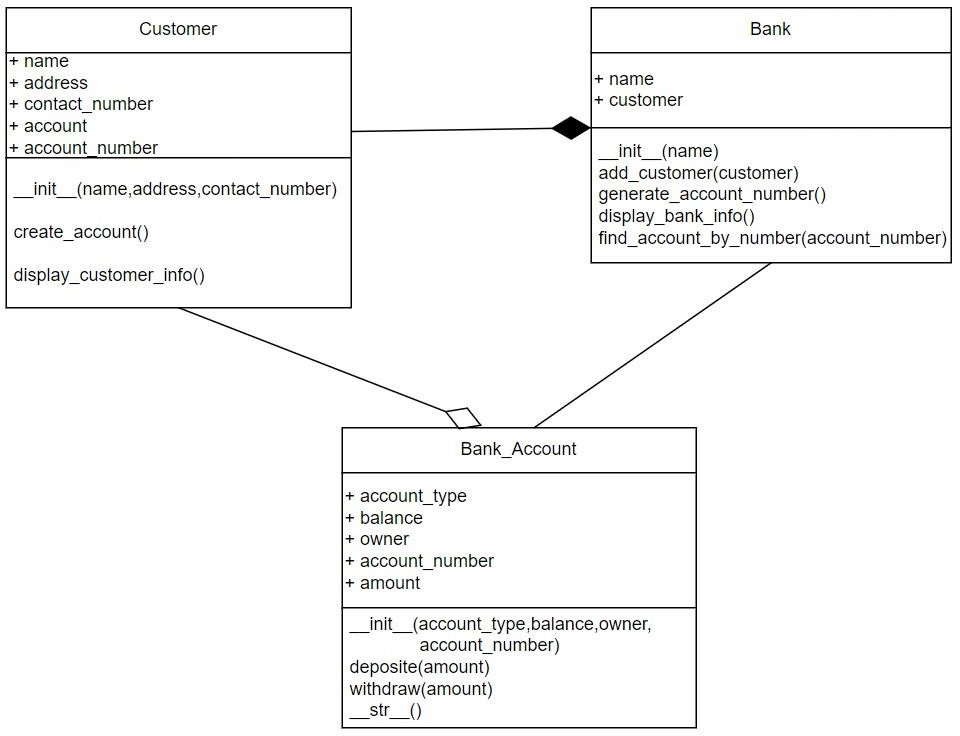 Customer
+ name
+ address
+ contact_number
+ account
+ account_number
__init__(name,address,contact_number)
create_account()
display_customer_info()
Bank
+ name
+ customer
__init__(name)
add_customer(customer)
generate_account_number()
display_bank_info()
find_account_by_number(account_number)
Bank_Account
+ account_type
+ balance
+ owner
+ account_number
+ amount
__init__(account_type,balance,owner,
account_number)
deposite(amount)
withdraw(amount)
__str__()